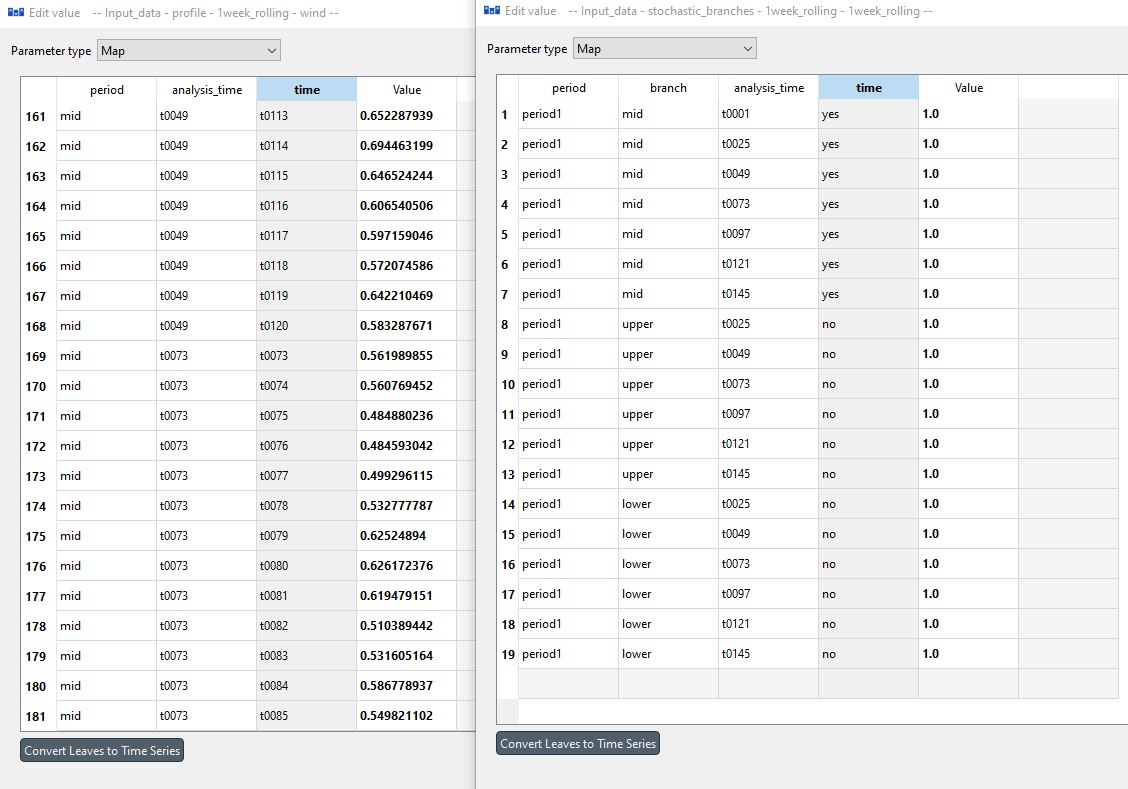 Edit value -- Input_data - profile - 1week_rolling - wind --
Parameter type Map
period analysis_time time Value
161 mid t0049 t0113 0.652287939
162 mid t0049 t0114 0.694463199
163 mid t0049 t0115 0.646524244
164 mid t0049 t0116 0.606540506
165 mid t0049 t0117 0.597159046
166 mid t0049 t0118 0.572074586
167 mid t0049 t0119 0.642210469
168 mid t0049 t0120 0.583287671
169 mid t0073 t0073 0.561989855
170 mid t0073 t0074 0.560769452
171 mid t0073 t0075 0.484880236
172 mid t0073 t0076 0.484593042
173 mid t0073 t0077 0.499296115
174 mid t0073 t0078 0.532777787
175 mid t0073 t0079 0.62524894
176 mid t0073 t0080 0.626172376
177 mid t0073 t0081 0.619479151
178 mid t0073 t0082 0.510389442
179 mid t0073 t0083 0.531605164
180 mid t0073 t0084 0.586778937
181 mid t0073 t0085 0.549821102
Convert Leaves to Time Series
Edit value -- Input_data - stochastic_branches - 1week_rolling - 1week_rolling --
Parameter type Map
period branch analysis_time time Value
1 period1 mid t0001 yes 1.0
2 period1 mid t0025 yes 1.0
3 period1 mid t0049 yes 1.0
4 period1 mid t0073 yes 1.0
5 period1 mid t0097 yes 1.0
6 period1 mid t0121 yes 1.0
7 period1 mid t0145 yes 1.0
8 period1 upper t0025 no 1.0
9 period1 upper t0049 no 1.0
10 period1 upper t0073 no 1.0
11 period1 upper t0097 no 1.0
12 period1 upper t0121 no 1.0
13 period1 upper t0145 no 1.0
14 period1 lower t0025 no 1.0
15 period1 lower t0049 no 1.0
16 period1 lower t0073 no 1.0
17 period1 lower t0097 no 1.0
18 period1 lower t0121 no 1.0
19 period1 lower t0145 no 1.0
Convert Leaves to Time Series